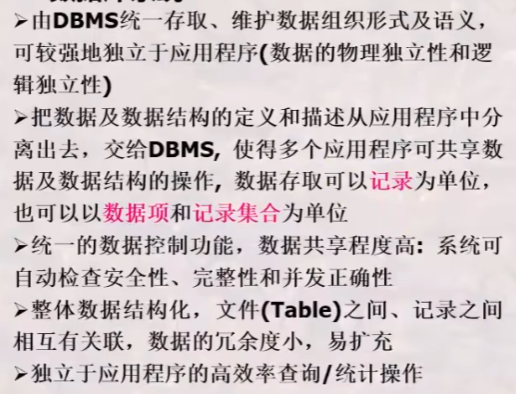 ➢由DBMS统一存取、维护数据组织形式及语义，
可较强地独立于应用程序(数据的物理独立性和逻
辑独立性)
➢把数据及数据结构的定义和描述从应用程序中分
离出去，交给DBMS, 使得多个应用程序可共享数
据及数据结构的操作, 数据存取可以记录为单位，
也可以以数据项和记录集合为单位
➢统一的数据控制功能，数据共享程度高: 系统可
自动检查安全性、完整性和并发正确性
➢整体数据结构化，文件(Table)之间、记录之间
相互有关联，数据的冗余度小，易扩充
➢独立于应用程序的高效率查询/统计操作